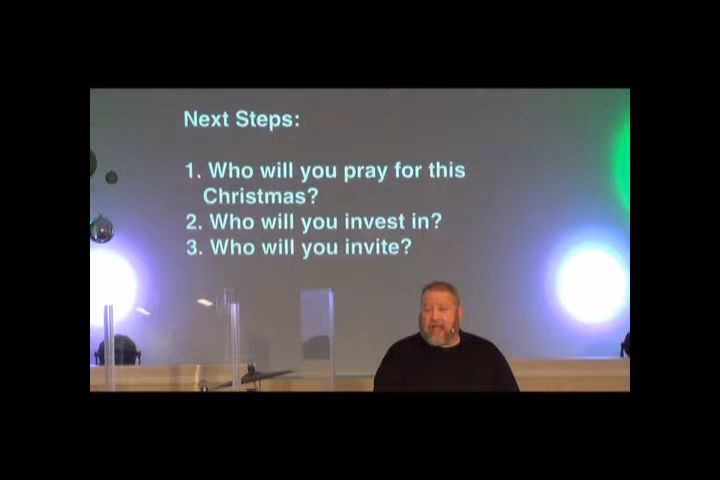 Next Steps:
1. Who will you pray for this
Christmas?
2. Who will you invest in?
3. Who will you invite?